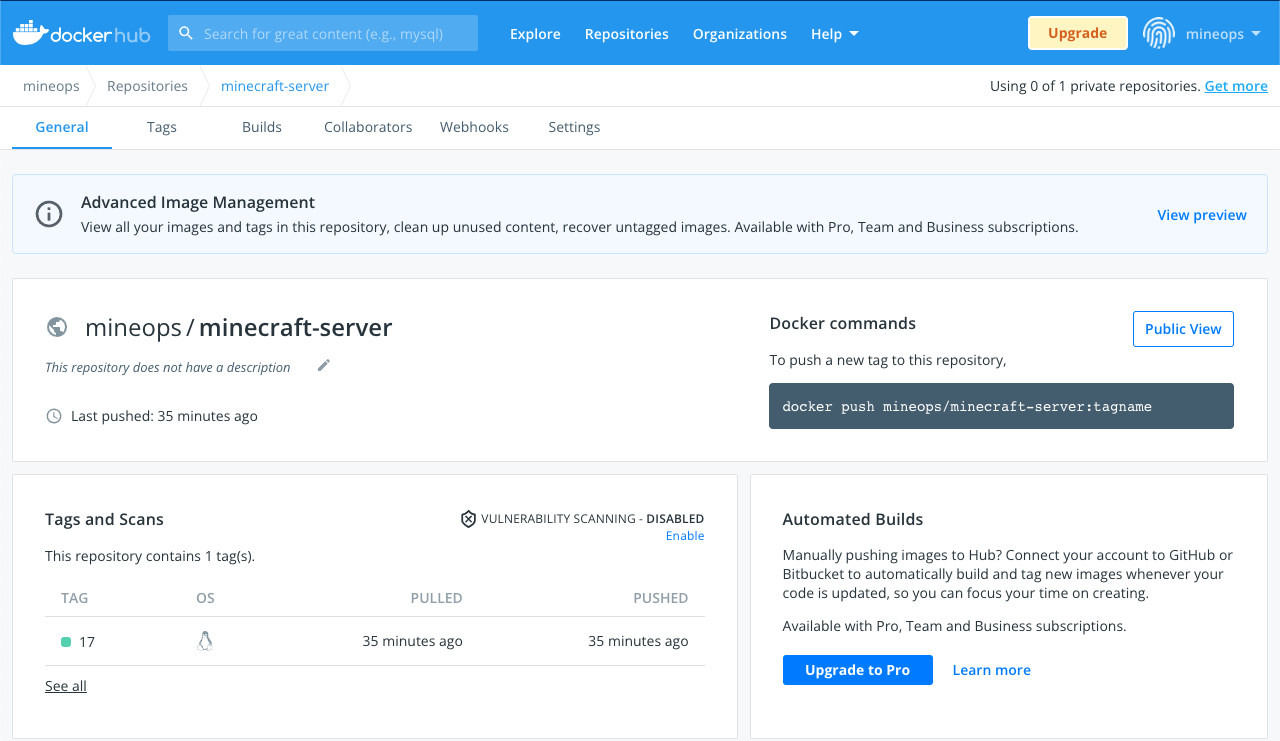 docker hub
Search for great content (e.g., mysql)
Explore
Repositories
Organizations
Help
Upgrade
mineops
mineops
Repositories
minecraft-server
Using 0 of 1 private repositories. Get more
General
Tags
Builds
Collaborators
Webhooks
Settings
Advanced Image Management
View all your images and tags in this repository, clean up unused content, recover untagged images. Available with Pro, Team and Business subscriptions.
View preview
mineops / minecraft-server
This repository does not have a description
Last pushed: 35 minutes ago
Docker commands
Public View
To push a new tag to this repository,
docker push mineops/minecraft-server:tagname
Tags and Scans
VULNERABILITY SCANNING - DISABLED
Enable
This repository contains 1 tag(s).
TAG OS PULLED PUSHED
17 35 minutes ago 35 minutes ago
See all
Automated Builds
Manually pushing images to Hub? Connect your account to GitHub or
Bitbucket to automatically build and tag new images whenever your
code is updated, so you can focus your time on creating.
Available with Pro, Team and Business subscriptions.
Upgrade to Pro
Learn more